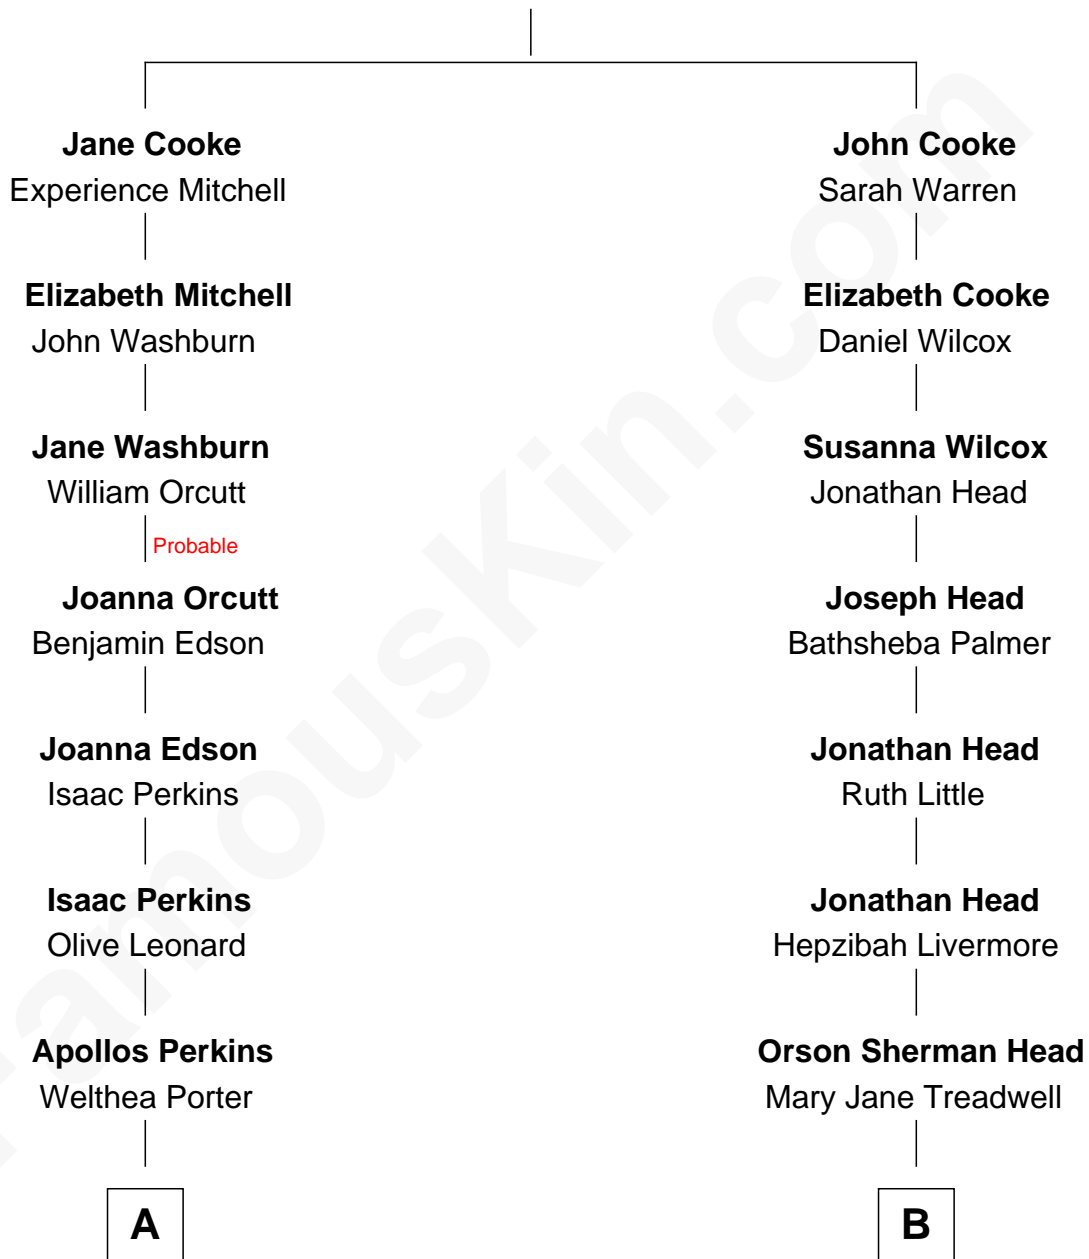 Jane Cooke
Experience Mitchell
Elizabeth Mitchell
John Washburn
Jane Washburn
William Orcutt
Probable
Joanna Orcutt
Benjamin Edson
Joanna Edson
Isaac Perkins
Isaac Perkins
Olive Leonard
Apollos Perkins
Welthea Porter
A
John Cooke
Sarah Warren
Elizabeth Cooke
Daniel Wilcox
Susanna Wilcox
Jonathan Head
Joseph Head
Bathsheba Palmer
Jonathan Head
Ruth Little
Jonathan Head
Hepzibah Livermore
Orson Sherman Head
Mary Jane Treadwell
B
FamousKin.com